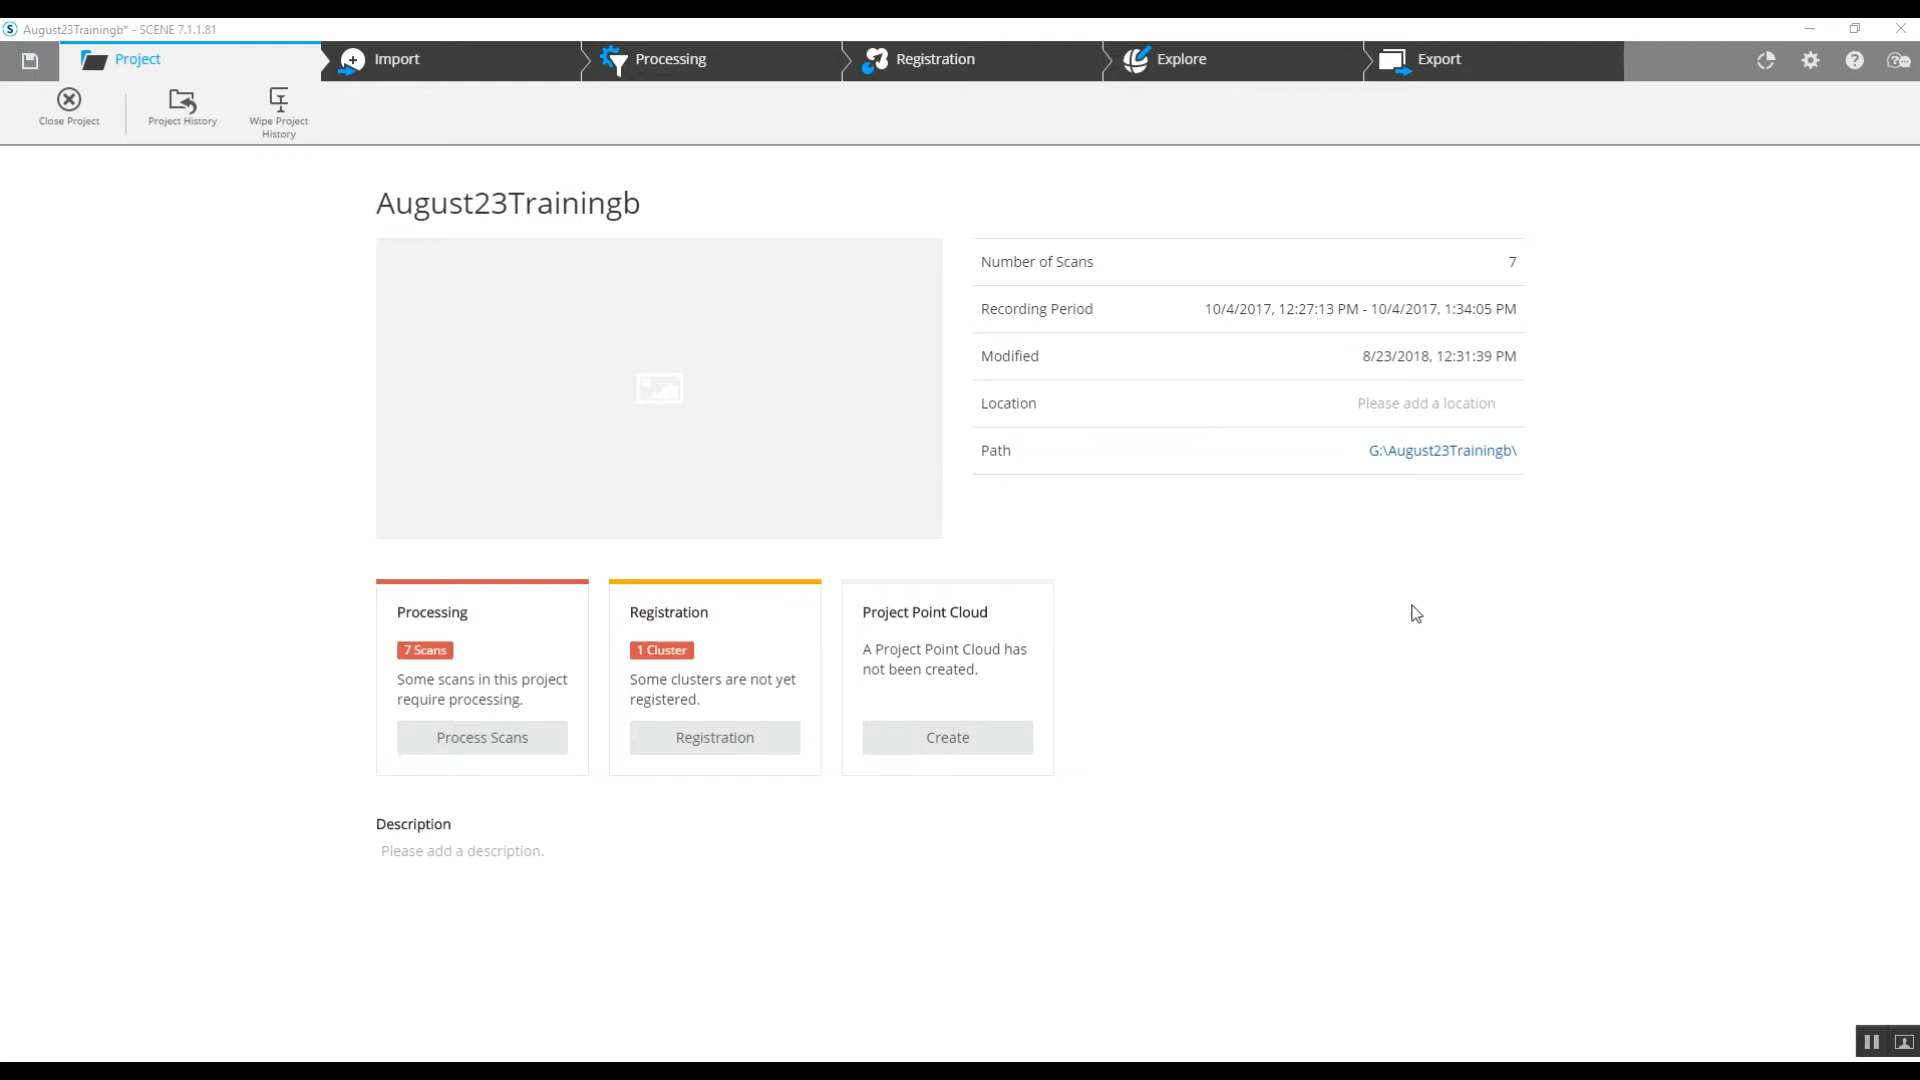 August23Trainingb* - SCENE 7.1.1.81
Project
Import
Processing
Registration
Explore
Export
Close Project
Project History
Wipe Project
History
August23Trainingb
Number of Scans 7
Recording Period 10/4/2017, 12:27:13 PM - 10/4/2017, 1:34:05 PM
Modified 8/23/2018, 12:31:39 PM
Location Please add a location
Path G:\August23Trainingb\
Processing
7 Scans
Some scans in this project
require processing.
Process Scans
Registration
1 Cluster
Some clusters are not yet
registered.
Registration
Project Point Cloud
A Project Point Cloud has
not been created.
Create
Description
Please add a description.